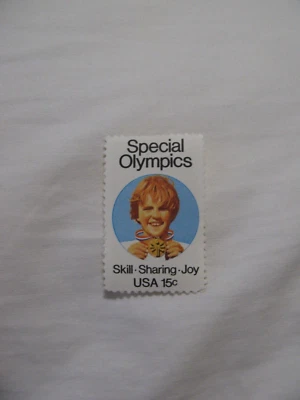 Special
Olympics
Skill · Sharing · Joy
USA 15c